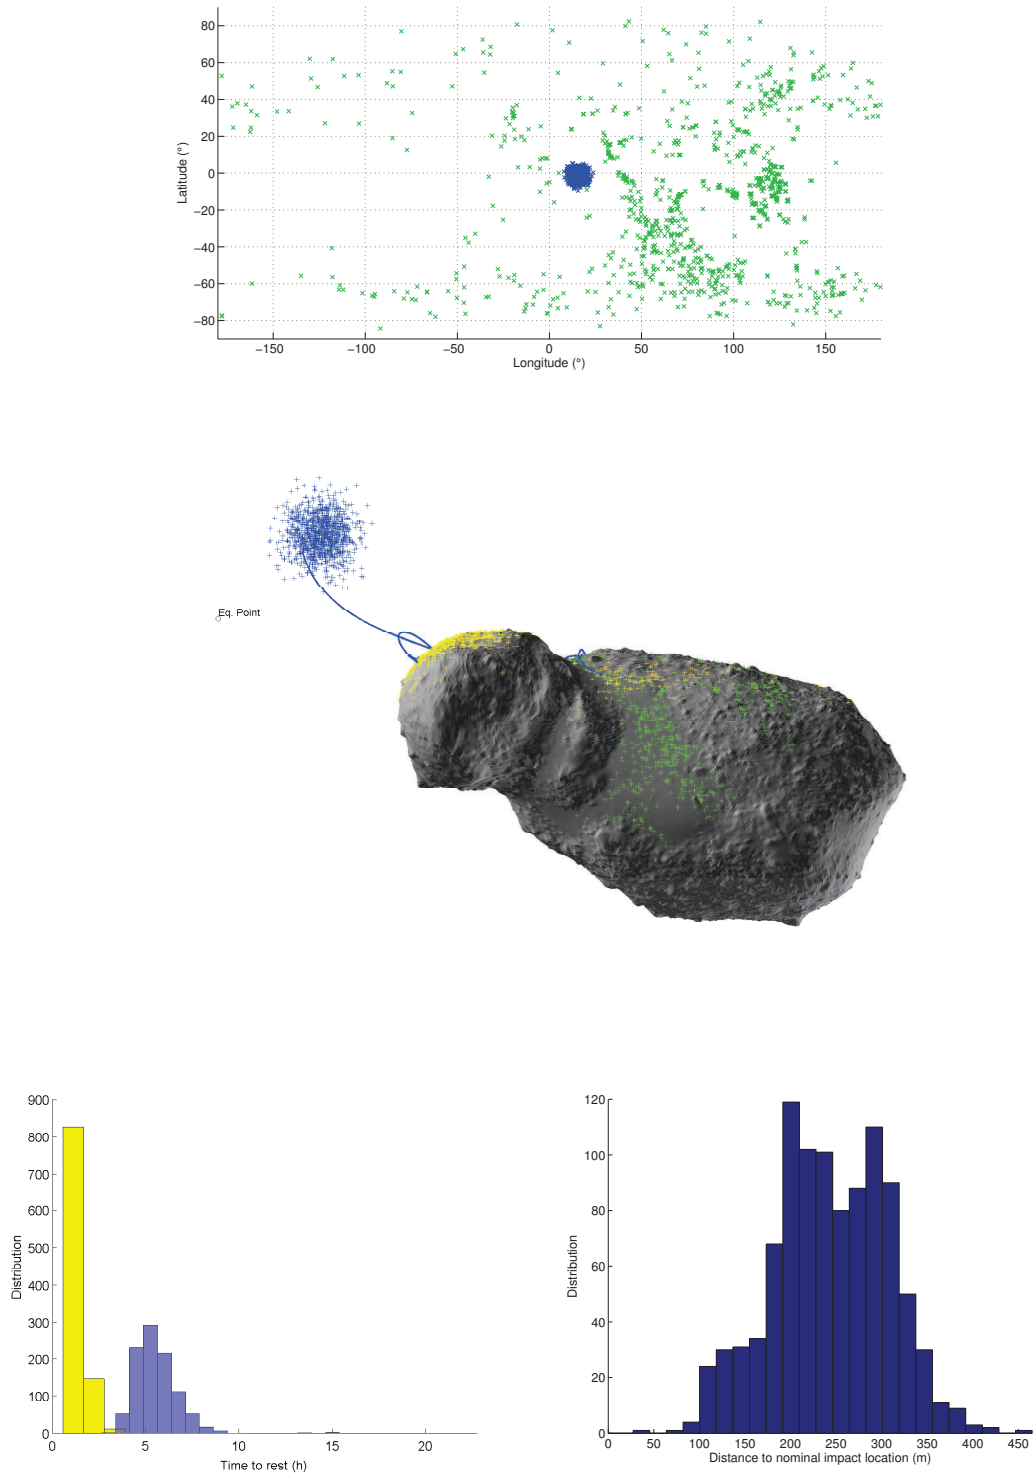 80
60
40
20
0
−20
−40
−60
−80
Latitude (°)
−150 −100 −50 0 50 100 150
Longitude (°)
Eq. Point
900
800
700
600
500
400
300
200
100
0
Distribution
0 5 10 15 20
Time to rest (h)
120
100
80
60
40
20
0
Distribution
0 50 100 150 200 250 300 350 400 450
Distance to nominal impact location (m)